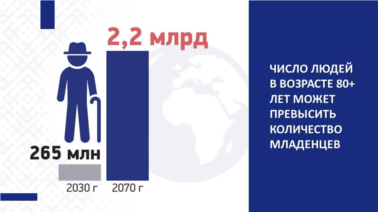 2,2 млрд
265 млн
2030 г
2070 г
ЧИСЛО ЛЮДЕЙ
В ВОЗРАСТЕ 80+
ЛЕТ МОЖЕТ
ПРЕВЫСИТЬ
КОЛИЧЕСТВО
МЛАДЕНЦЕВ